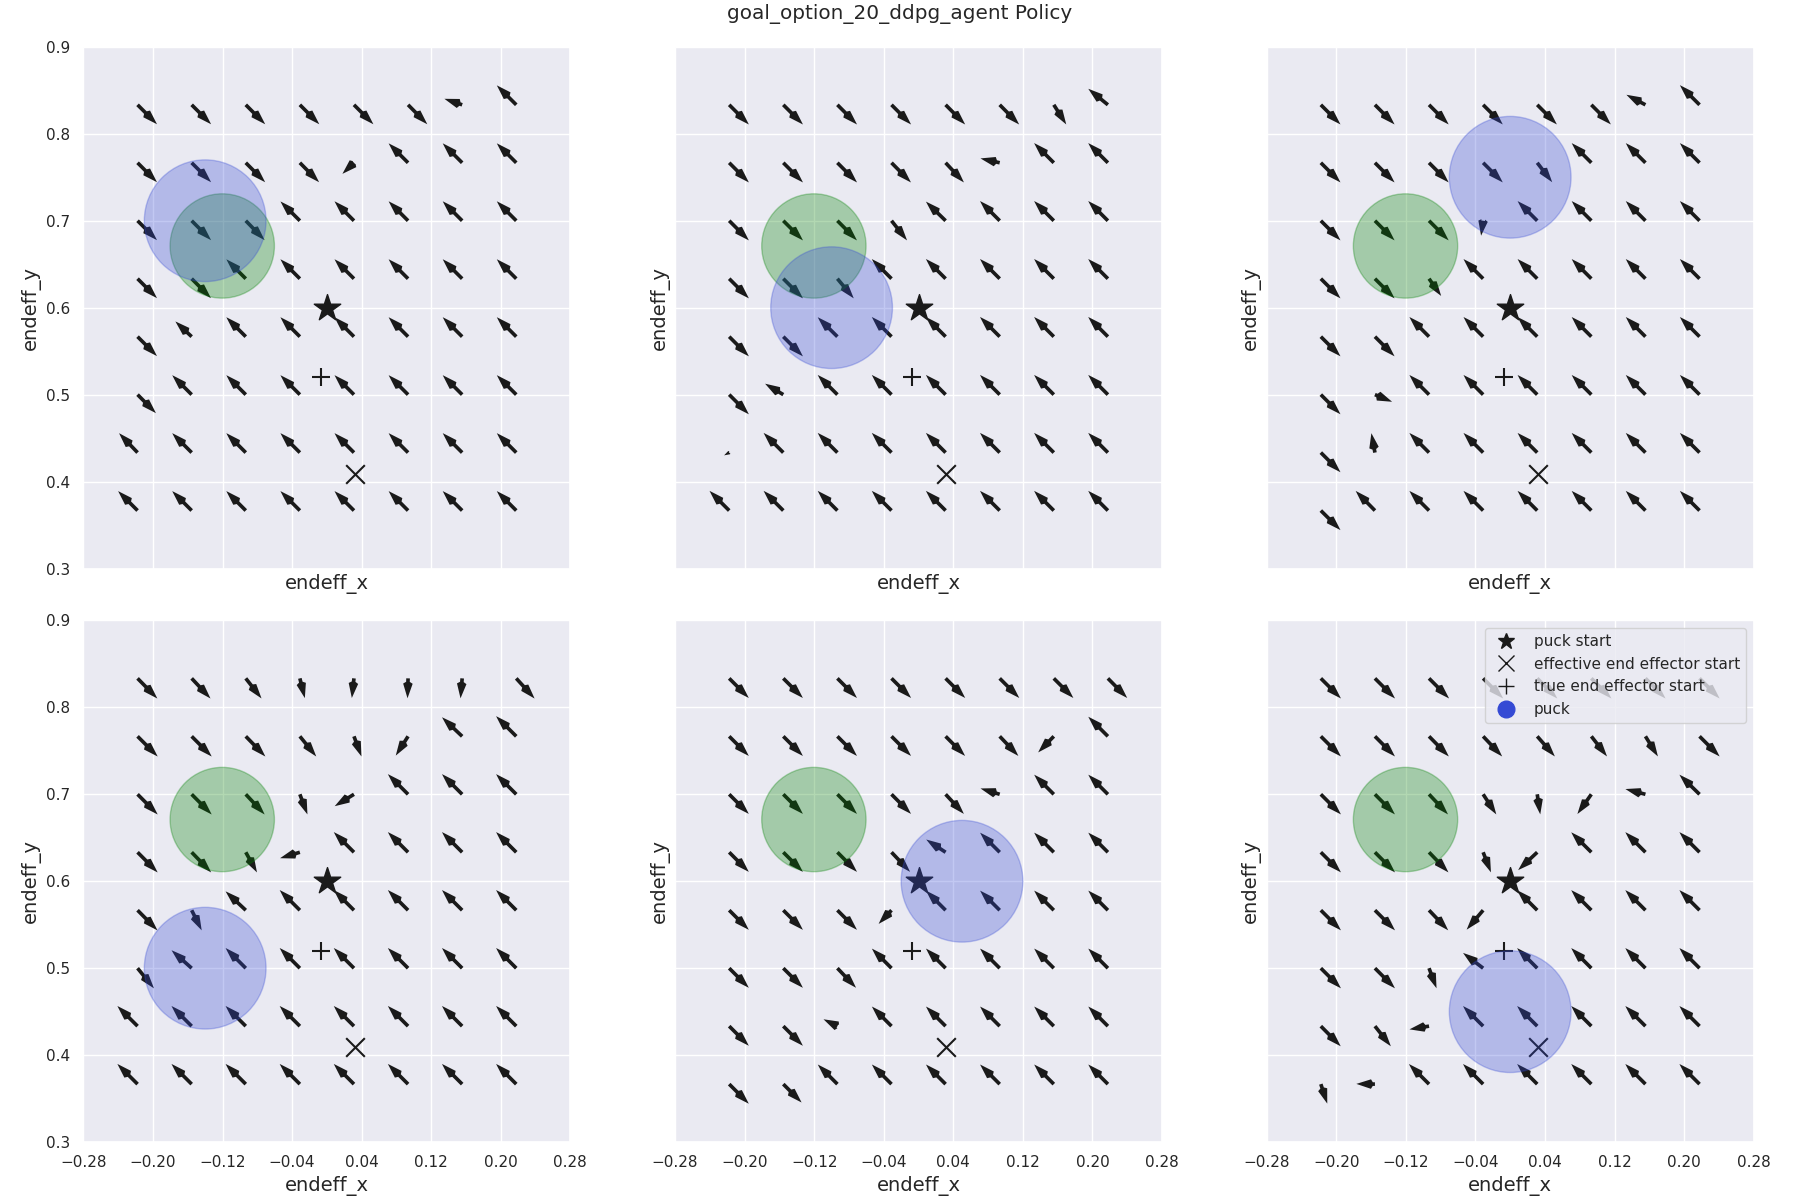 goal_option_20_ddpg_agent Policy
0.9
0.8
0.7
0.6
0.5
0.4
0.3
endeff_y
endeff_x
endeff_y
endeff_x
endeff_y
endeff_x
0.9
0.8
0.7
0.6
0.5
0.4
0.3
endeff_y
−0.28 −0.20 −0.12 −0.04 0.04 0.12 0.20 0.28
endeff_x
endeff_y
−0.28 −0.20 −0.12 −0.04 0.04 0.12 0.20 0.28
endeff_x
puck start
effective end effector start
true end effector start
puck
endeff_y
−0.28 −0.20 −0.12 −0.04 0.04 0.12 0.20 0.28
endeff_x